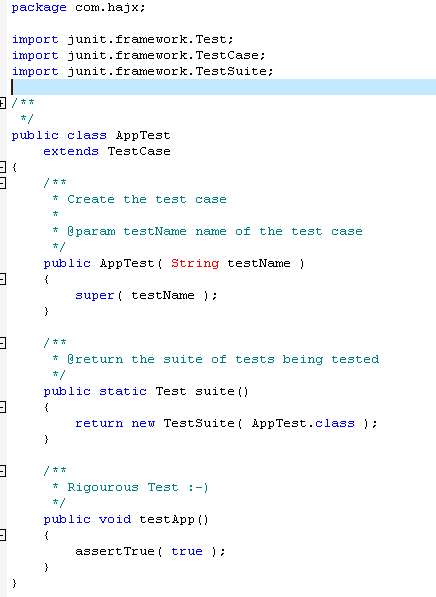 package com.hajx;
import junit.framework.Test;
import junit.framework.TestCase;
import junit.framework.TestSuite;
/**
 */
public class AppTest
    extends TestCase
{
    /**
     * Create the test case
     *
     * @param testName name of the test case
     */
    public AppTest( String testName )
    {
        super( testName );
    }
    /**
     * @return the suite of tests being tested
     */
    public static Test suite()
    {
        return new TestSuite( AppTest.class );
    }
    /**
     * Rigourous Test :-)
     */
    public void testApp()
    {
        assertTrue( true );
    }
}